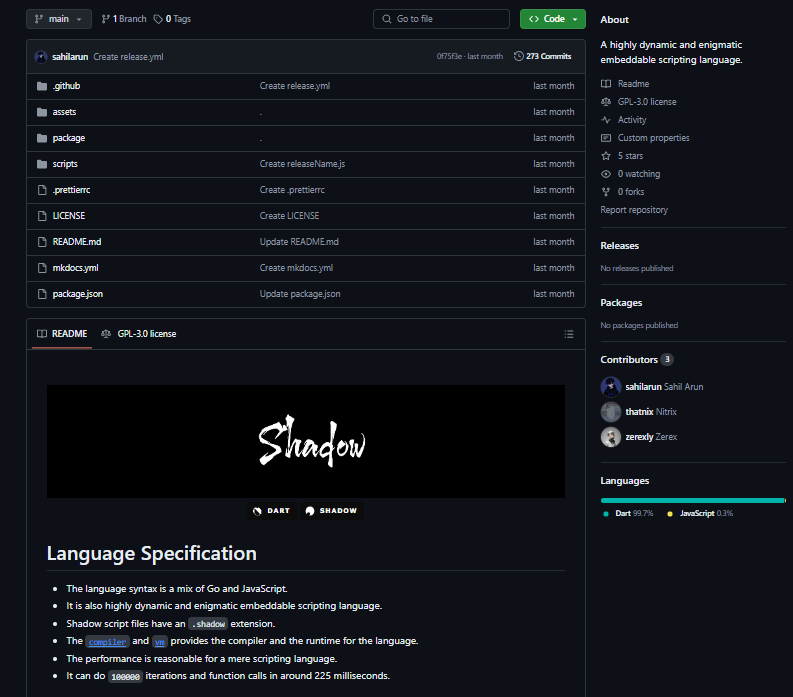 main 1 Branch 0 Tags Go to file Code
sahilarun Create release.yml 0f75f3e · last month 273 Commits
.github Create release.yml last month
assets . last month
package . last month
scripts Create releaseName.js last month
.prettierrc Create .prettierrc last month
LICENSE Create LICENSE last month
README.md Update README.md last month
mkdocs.yml Create mkdocs.yml last month
package.json Update package.json last month
README GPL-3.0 license
Shadow
DART SHADOW
Language Specification
• The language syntax is a mix of Go and JavaScript.
• It is also highly dynamic and enigmatic embeddable scripting language.
• Shadow script files have an .shadow extension.
• The compiler and vm provides the compiler and the runtime for the language.
• The performance is reasonable for a mere scripting language.
• It can do 100000 iterations and function calls in around 225 milliseconds.
About
A highly dynamic and enigmatic
embeddable scripting language.
Readme
GPL-3.0 license
Activity
Custom properties
5 stars
0 watching
0 forks
Report repository
Releases
No releases published
Packages
No packages published
Contributors 3
sahilarun Sahil Arun
thatnix Nitrix
zerexly Zerex
Languages
Dart 99.7% JavaScript 0.3%